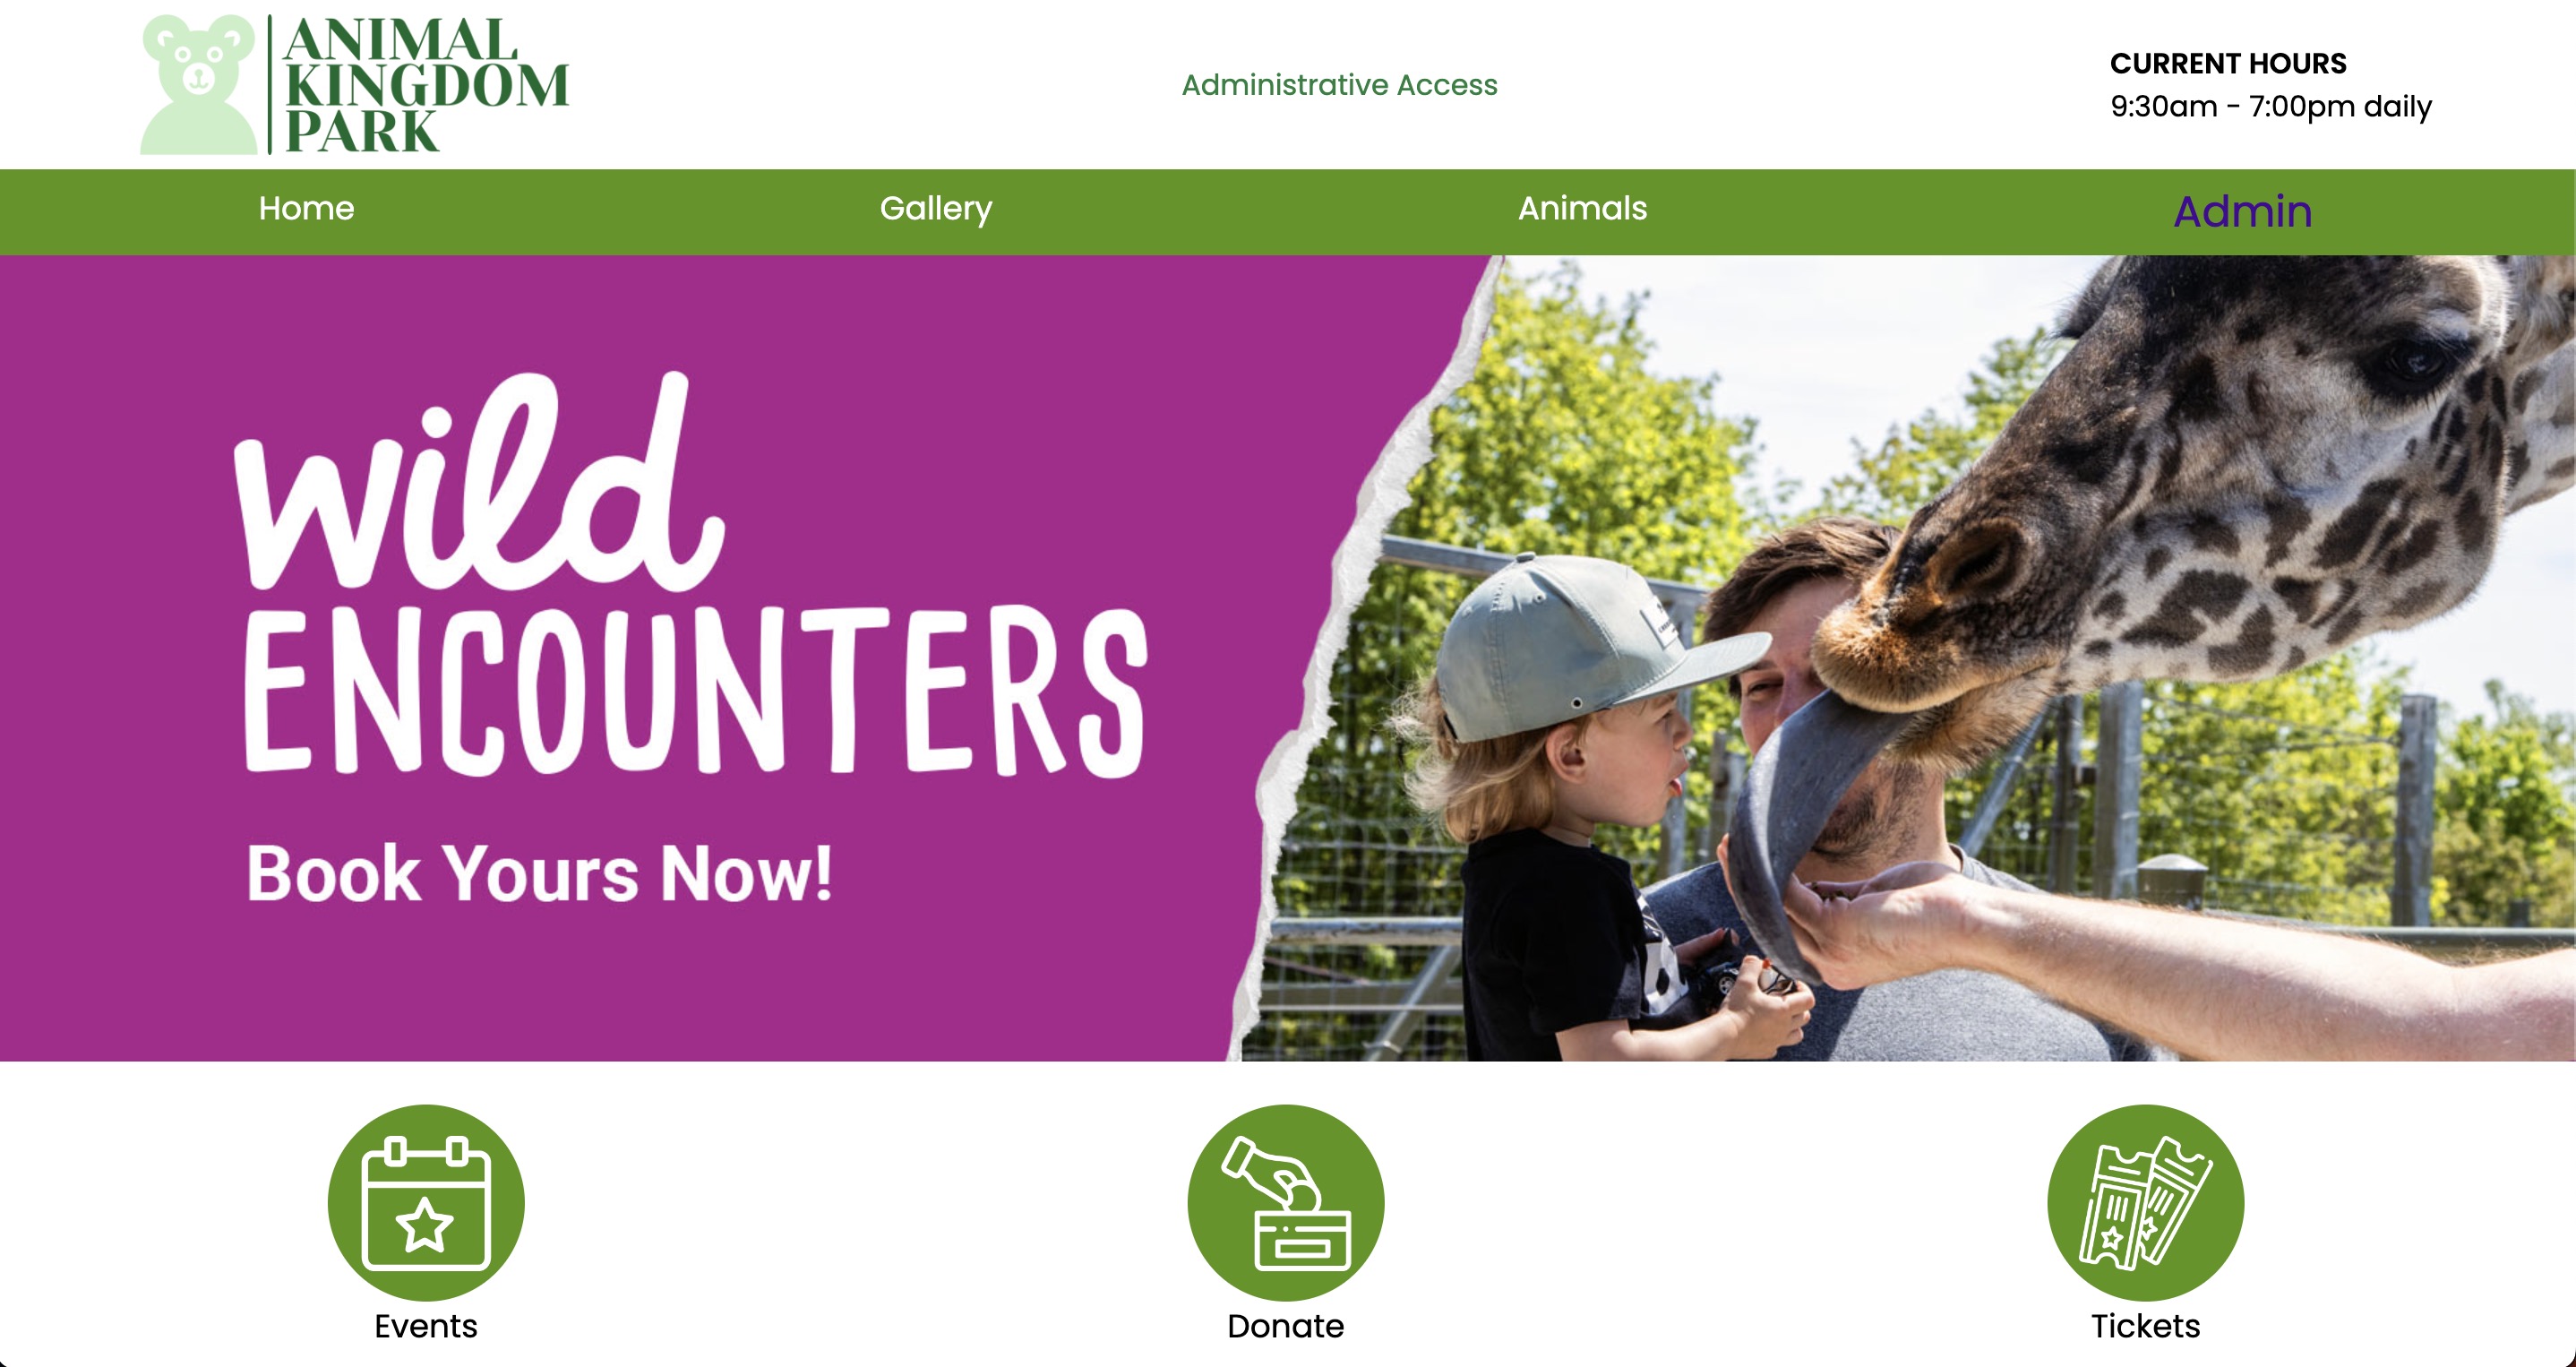 ANIMAL
KINGDOM
PARK
Administrative Access
CURRENT HOURS
9:30am - 7:00pm daily
Home
Gallery
Animals
Admin
wild
ENCOUNTERS
Book Yours Now!
Events
Donate
Tickets